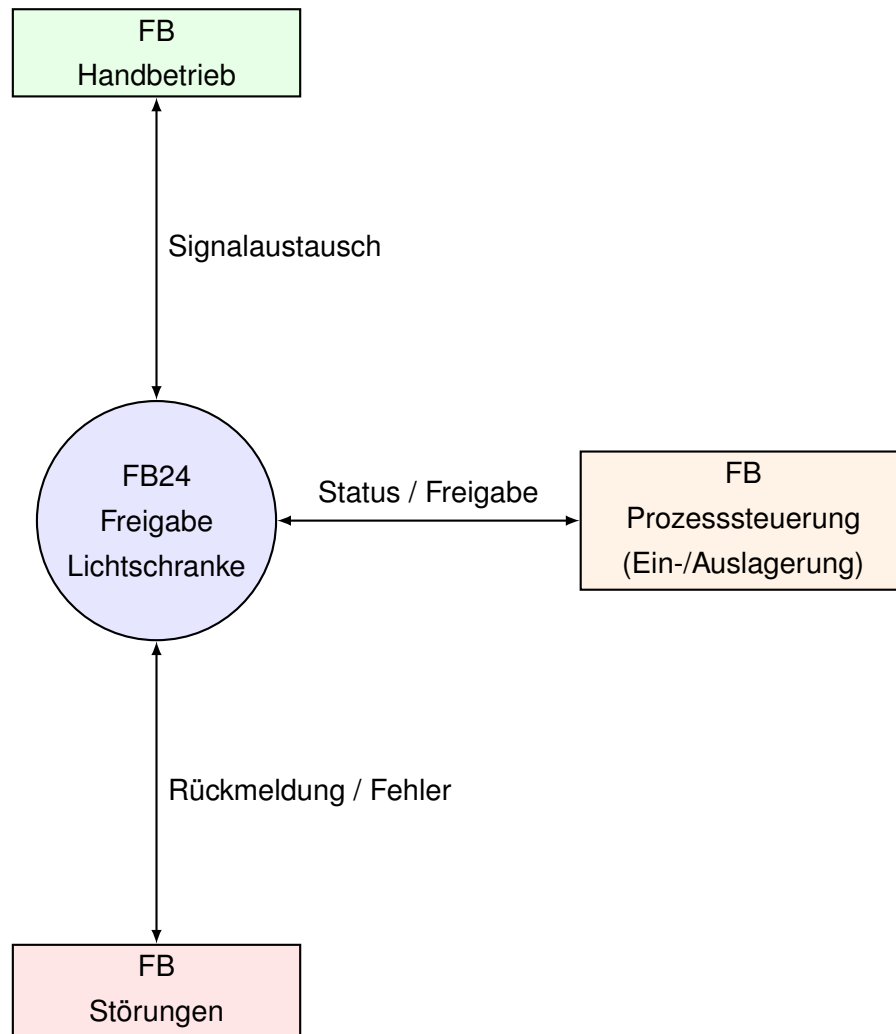 FB
Handbetrieb
Signalaustausch
FB24
Freigabe
Lichtschranke
Status / Freigabe
FB
Prozesssteuerung
(Ein-/Auslagerung)
Rückmeldung / Fehler
FB
Störungen